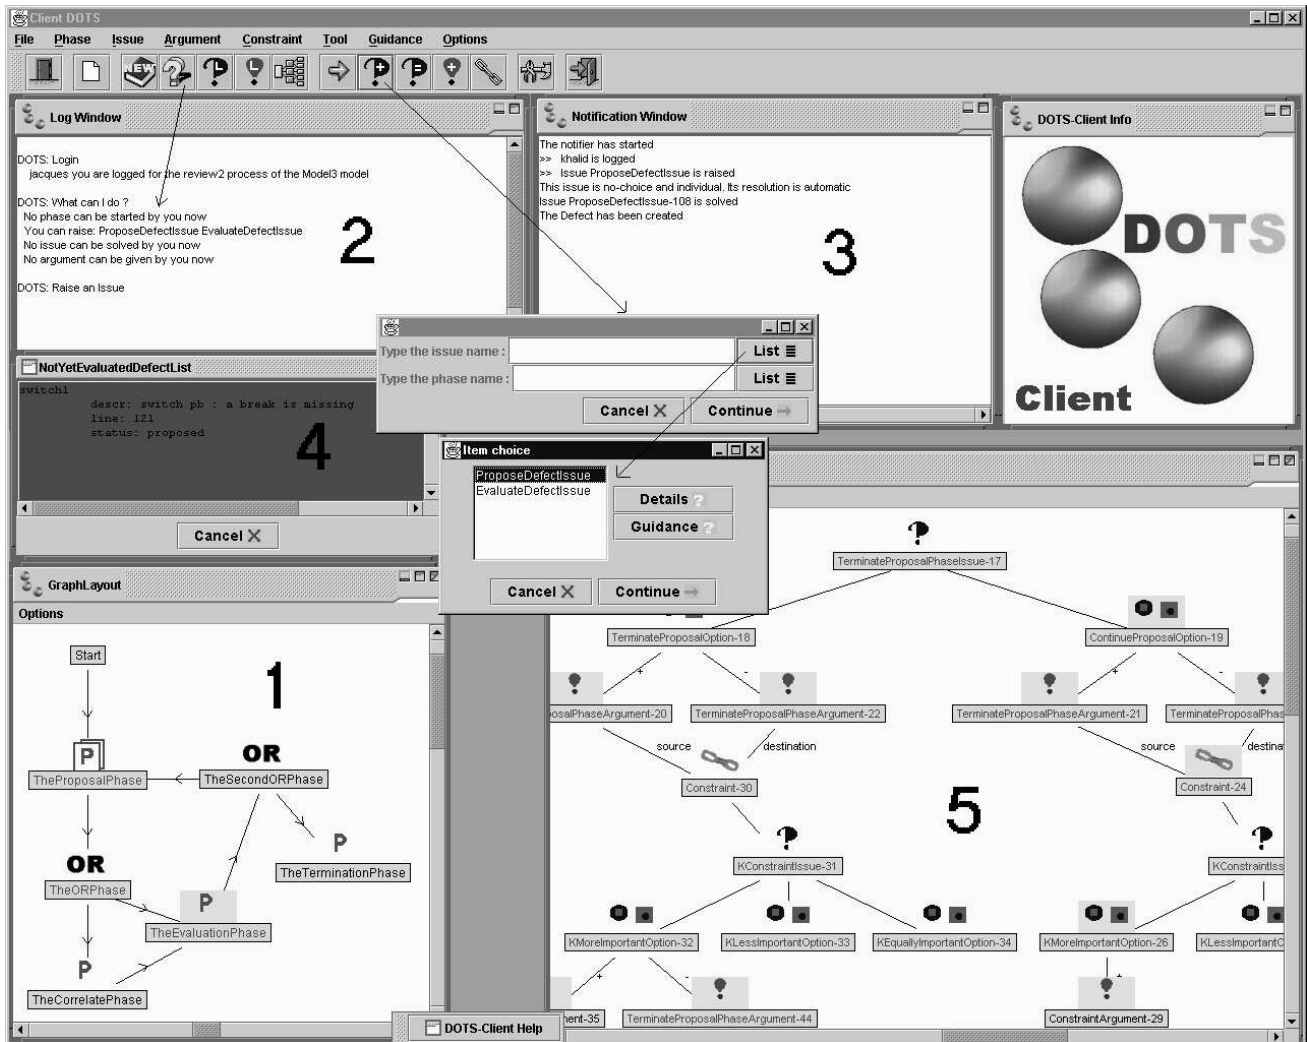 Client DOTS
File Phase Issue Argument Constraint Tool Guidance Options
NEW
Log Window
DOTS: Login
jacques you are logged for the review2 process of the Model3 model
DOTS: What can I do ?
No phase can be started by you now
You can raise: ProposeDefectIssue EvaluateDefectIssue
No issue can be solved by you now
No argument can be given by you now
DOTS: Raise an Issue
2
Notification Window
The notifier has started
>> khalid is logged
>> Issue ProposeDefectIssue is raised
This issue is no-choice and individual. Its resolution is automatic
Issue ProposeDefectIssue-108 is solved
The Defect has been created
3
DOTS-Client Info
DOTS
Client
Type the issue name :
List
Type the phase name :
List
Cancel X Continue
NotYetEvaluatedDefectList
switch1
descr: switch pb : a break is missing
line: 121
status: proposed
4
Cancel X
Item choice
ProposeDefectIssue
EvaluateDefectIssue
Details ?
Guidance ?
Cancel X Continue
GraphLayout
Options
1
Start
P
TheProposalPhase
OR
TheSecondORPhase
P
TheTerminationPhase
OR
TheORPhase
P
TheEvaluationPhase
P
TheCorrelatePhase
TerminateProposalPhaseIssue-17
TerminateProposalOption-18
ContinueProposalOption-19
+ - + -
osalPhaseArgument-20
TerminateProposalPhaseArgument-22
TerminateProposalPhaseArgument-21
TerminateProposalPhas
source destination
source destina
Constraint-30
Constraint-24
5
KConstraintIssue-31
KConstraintIss
KMoreImportantOption-32
KLessImportantOption-33
KEquallyImportantOption-34
KMoreImportantOption-26
KLessImportantO
+ - +
ment-35
TerminateProposalPhaseArgument-44
ConstraintArgument-29
DOTS-Client Help